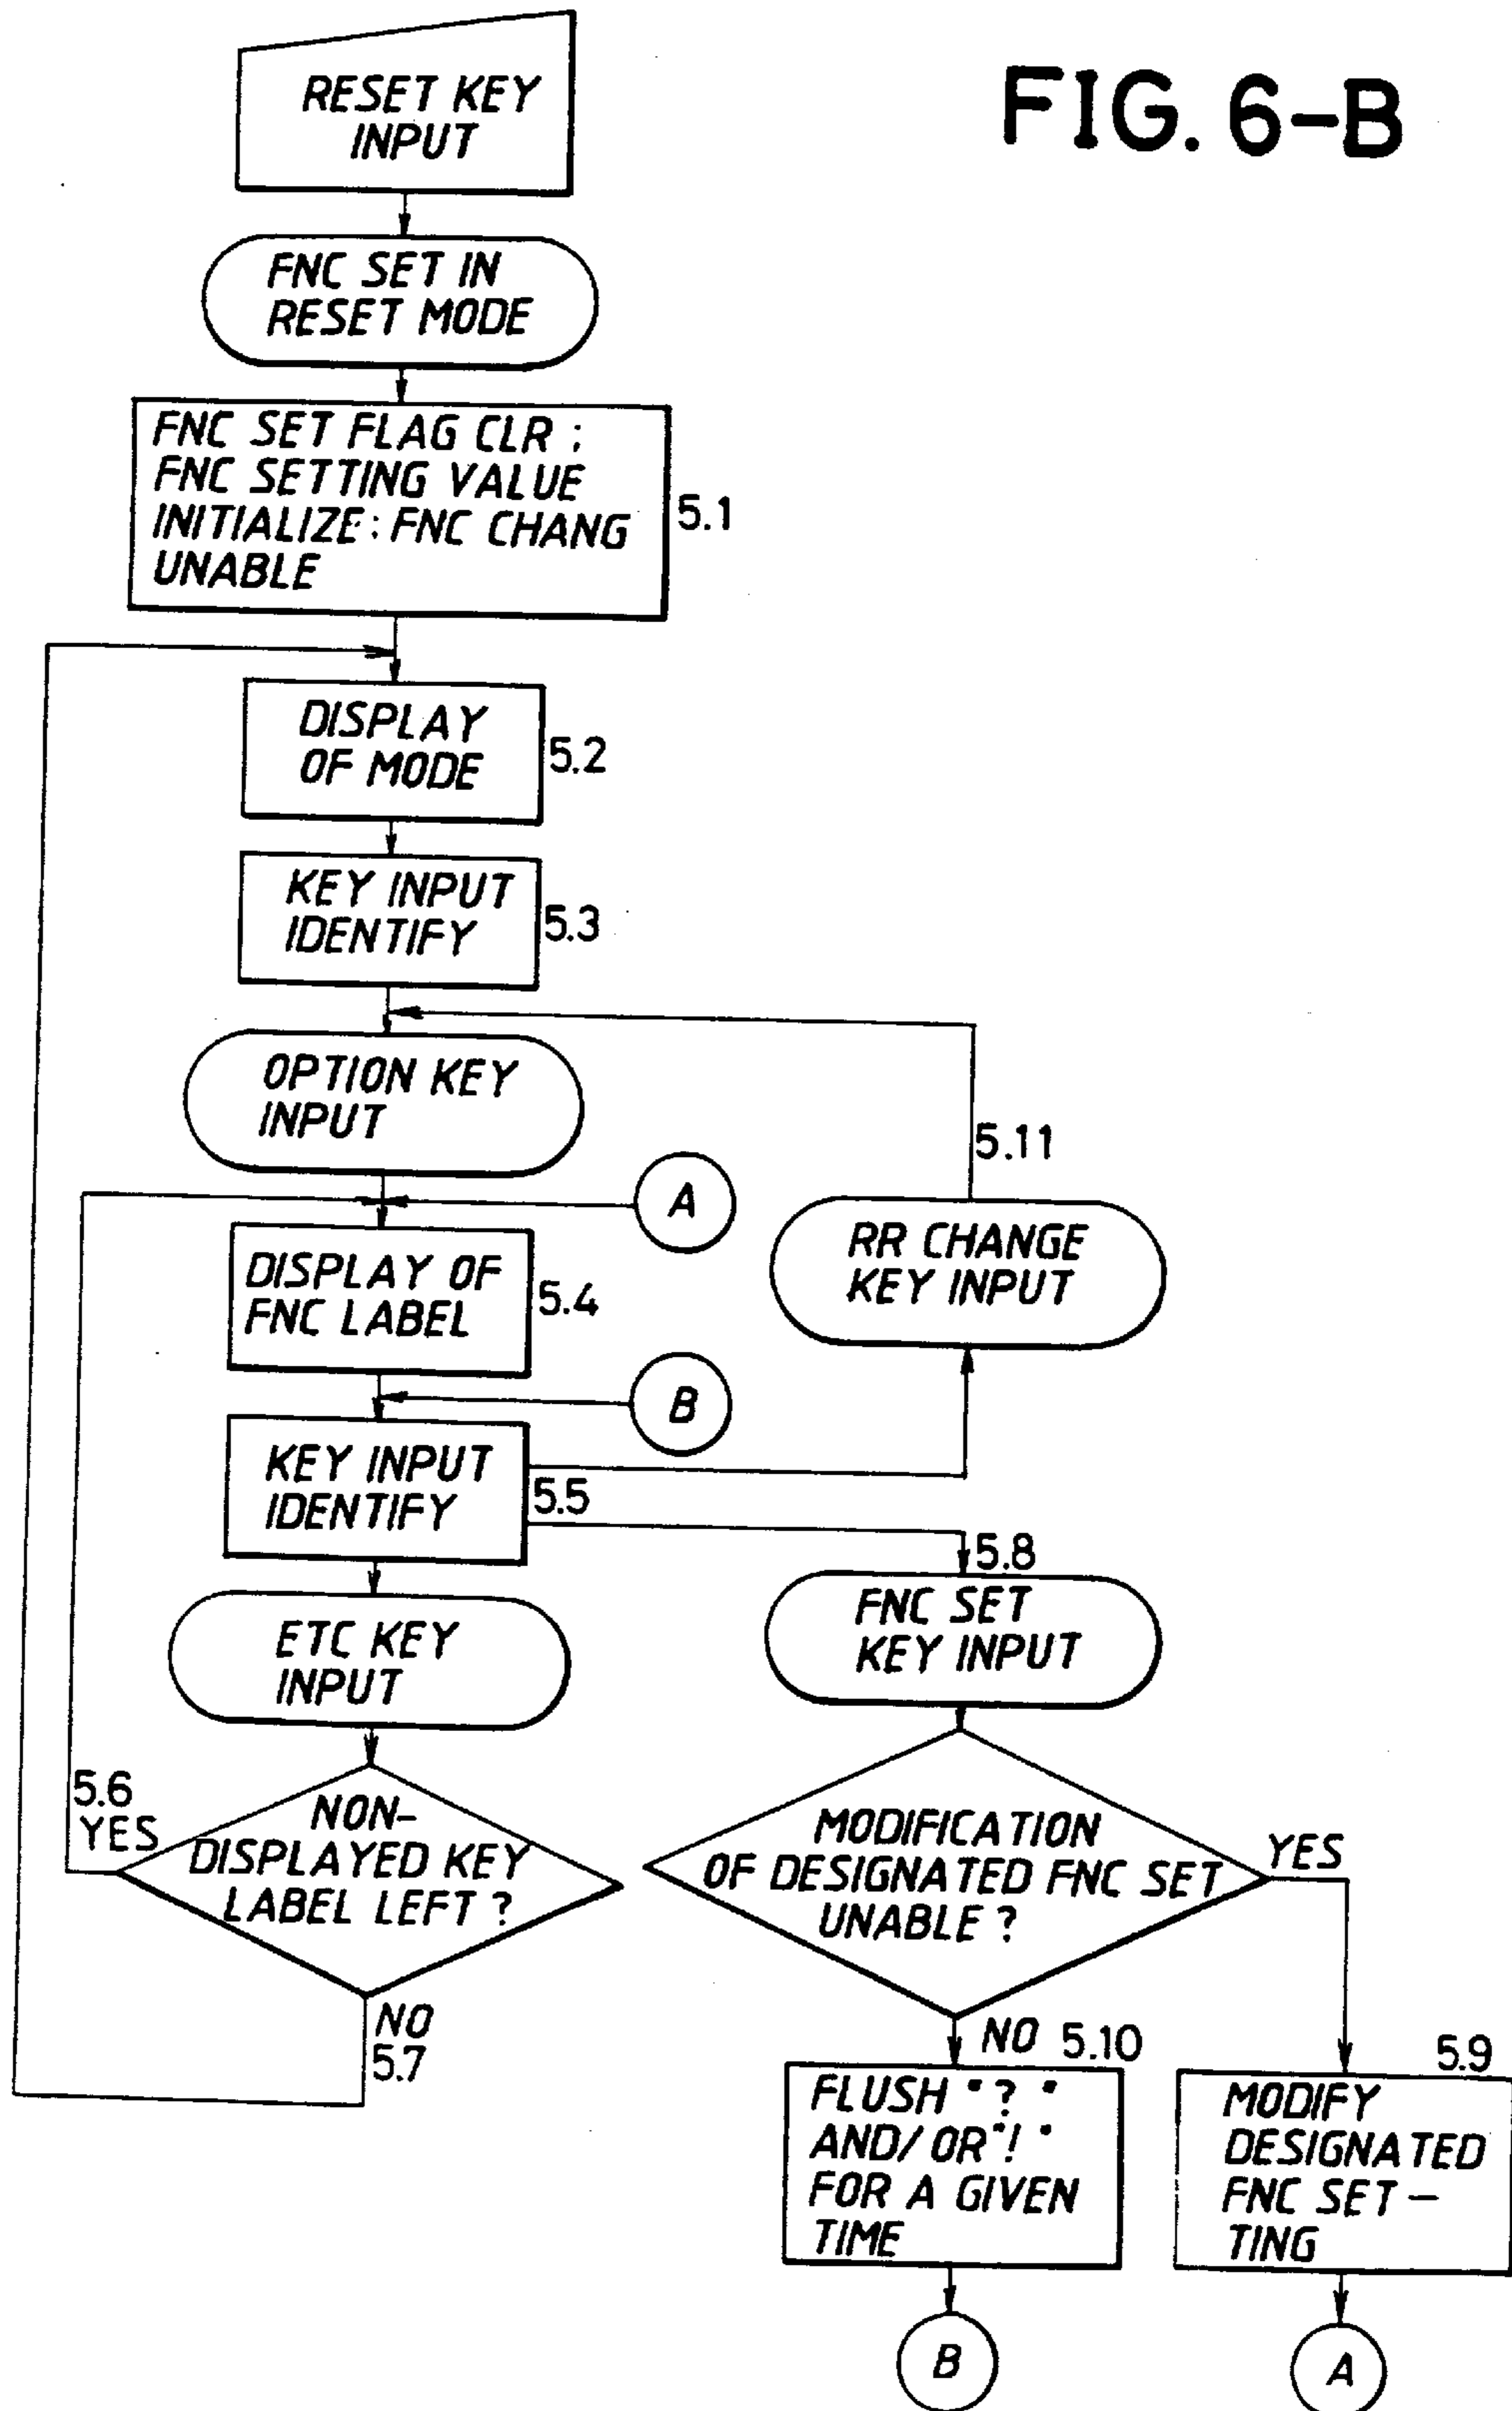 FIG. 6-B
RESET KEY
INPUT
FNC SET IN
RESET MODE
FNC SET FLAG CLR :
FNC SETTING VALUE
INITIALIZE : FNC CHANG
UNABLE
5.1
DISPLAY
OF MODE
5.2
KEY INPUT
IDENTIFY
5.3
OPTION KEY
INPUT
5.11
A
RR CHANGE
KEY INPUT
DISPLAY OF
FNC LABEL
5.4
B
KEY INPUT
IDENTIFY
5.5
5.8
FNC SET
KEY INPUT
ETC KEY
INPUT
5.6
YES
NON-
DISPLAYED KEY
LABEL LEFT ?
NO
5.7
MODIFICATION
OF DESIGNATED FNC SET
UNABLE ?
YES
NO 5.10
5.9
FLUSH "?"
AND/OR "!"
FOR A GIVEN
TIME
MODIFY
DESIGNATED
FNC SET-
TING
B
A